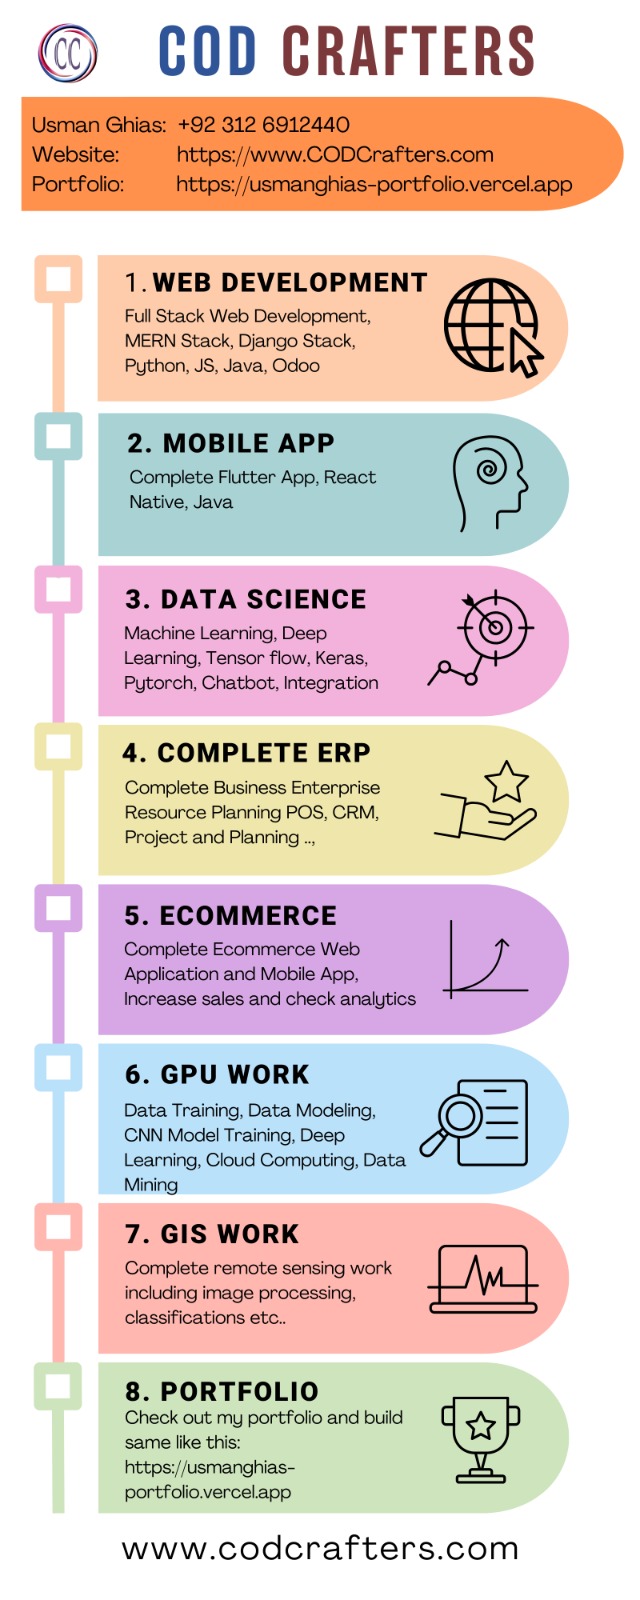 CC
COD CRAFTERS
Usman Ghias: +92 312 6912440
Website: https://www.CODCrafters.com
Portfolio: https://usmanghias-portfolio.vercel.app
1. WEB DEVELOPMENT
Full Stack Web Development,
MERN Stack, Django Stack,
Python, JS, Java, Odoo
2. MOBILE APP
Complete Flutter App, React
Native, Java
3. DATA SCIENCE
Machine Learning, Deep
Learning, Tensor flow, Keras,
Pytorch, Chatbot, Integration
4. COMPLETE ERP
Complete Business Enterprise
Resource Planning POS, CRM,
Project and Planning ..,
5. ECOMMERCE
Complete Ecommerce Web
Application and Mobile App,
Increase sales and check analytics
6. GPU WORK
Data Training, Data Modeling,
CNN Model Training, Deep
Learning, Cloud Computing, Data
Mining
7. GIS WORK
Complete remote sensing work
including image processing,
classifications etc..
8. PORTFOLIO
Check out my portfolio and build
same like this:
https://usmanghias-
portfolio.vercel.app
www.codcrafters.com